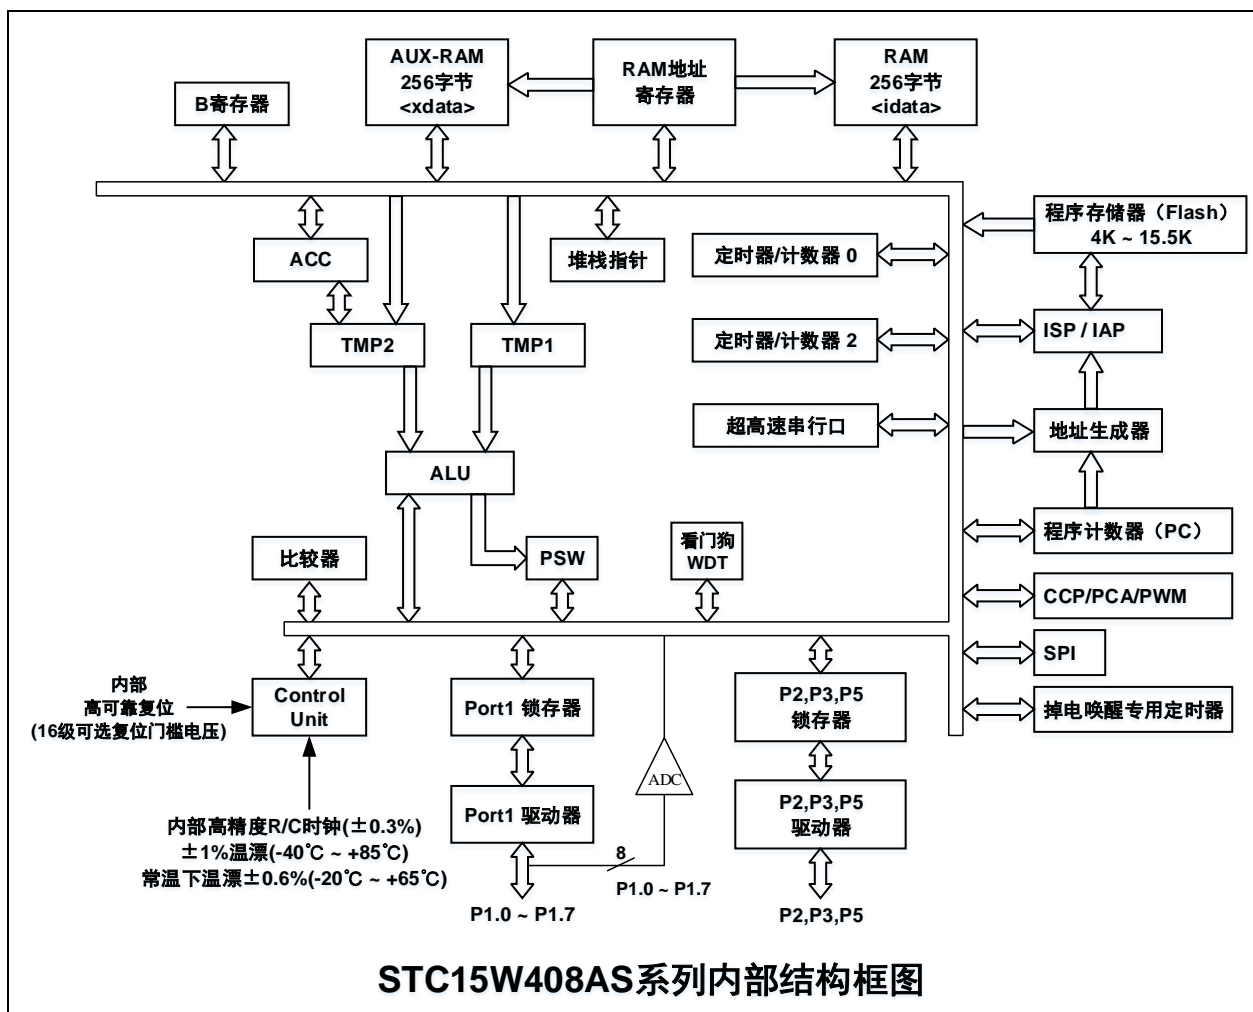 AUX-RAM
256字节
<xdata>
RAM地址
寄存器
RAM
256字节
<idata>
B寄存器
程序存储器（Flash）
4K ~ 15.5K
ACC
堆栈指针
定时器/计数器 0
TMP2
TMP1
定时器/计数器 2
ISP / IAP
超高速串行口
地址生成器
ALU
比较器
PSW
看门狗
WDT
程序计数器（PC）
CCP/PCA/PWM
SPI
内部
高可靠复位
(16级可选复位门槛电压)
Control
Unit
Port1 锁存器
P2,P3,P5
锁存器
掉电唤醒专用定时器
ADC
Port1 驱动器
P2,P3,P5
驱动器
内部高精度R/C时钟(±0.3%)
±1%温漂(-40℃ ~ +85℃)
常温下温漂±0.6%(-20℃ ~ +65℃)
8
P1.0 ~ P1.7
P1.0 ~ P1.7
P2,P3,P5
STC15W408AS系列内部结构框图